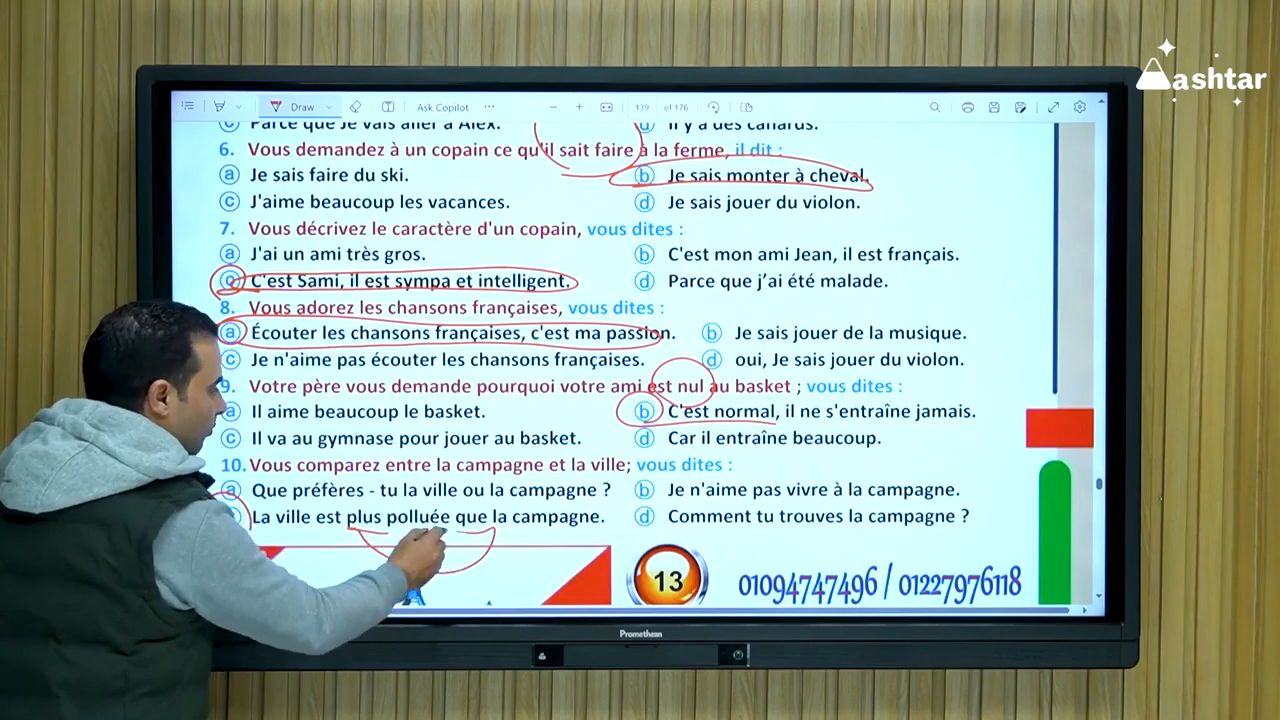 ashtar
Draw
Ask Copilot
139 of 176
c Parce que Je vais aller à Alex. d Il y a des canards.
6. Vous demandez à un copain ce qu'il sait faire à la ferme, il dit :
a Je sais faire du ski. b Je sais monter à cheval.
c J'aime beaucoup les vacances. d Je sais jouer du violon.
7. Vous décrivez le caractère d'un copain, vous dites :
a J'ai un ami très gros. b C'est mon ami Jean, il est français.
c C'est Sami, il est sympa et intelligent. d Parce que j'ai été malade.
8. Vous adorez les chansons françaises, vous dites :
a Écouter les chansons françaises, c'est ma passion. b Je sais jouer de la musique.
c Je n'aime pas écouter les chansons françaises. d oui, Je sais jouer du violon.
9. Votre père vous demande pourquoi votre ami est nul au basket ; vous dites :
a Il aime beaucoup le basket. b C'est normal, il ne s'entraîne jamais.
c Il va au gymnase pour jouer au basket. d Car il entraîne beaucoup.
10. Vous comparez entre la campagne et la ville; vous dites :
a Que préfères - tu la ville ou la campagne ? b Je n'aime pas vivre à la campagne.
La ville est plus polluée que la campagne. d Comment tu trouves la campagne ?
13 01094747496 / 01227976118
Promethean